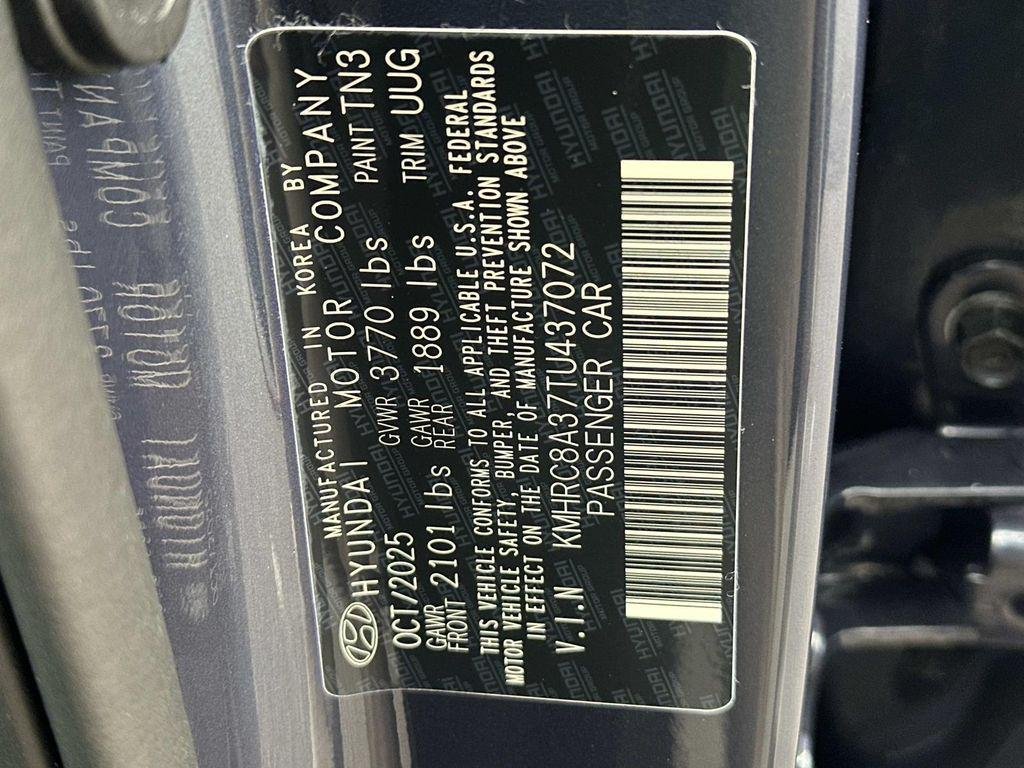 MANUFACTURED IN KOREA BY
HYUNDAI MOTOR COMPANY
OCT/2025 GVWR 3770 lbs PAINT TN3
GAWR FRONT 2101 lbs GAWR REAR 1889 lbs TRIM UUG
THIS VEHICLE CONFORMS TO ALL APPLICABLE U.S.A. FEDERAL
MOTOR VEHICLE SAFETY, BUMPER, AND THEFT PREVENTION STANDARDS
IN EFFECT ON THE DATE OF MANUFACTURE SHOWN ABOVE
V.I.N KMHRC8A37TU437072
PASSENGER CAR